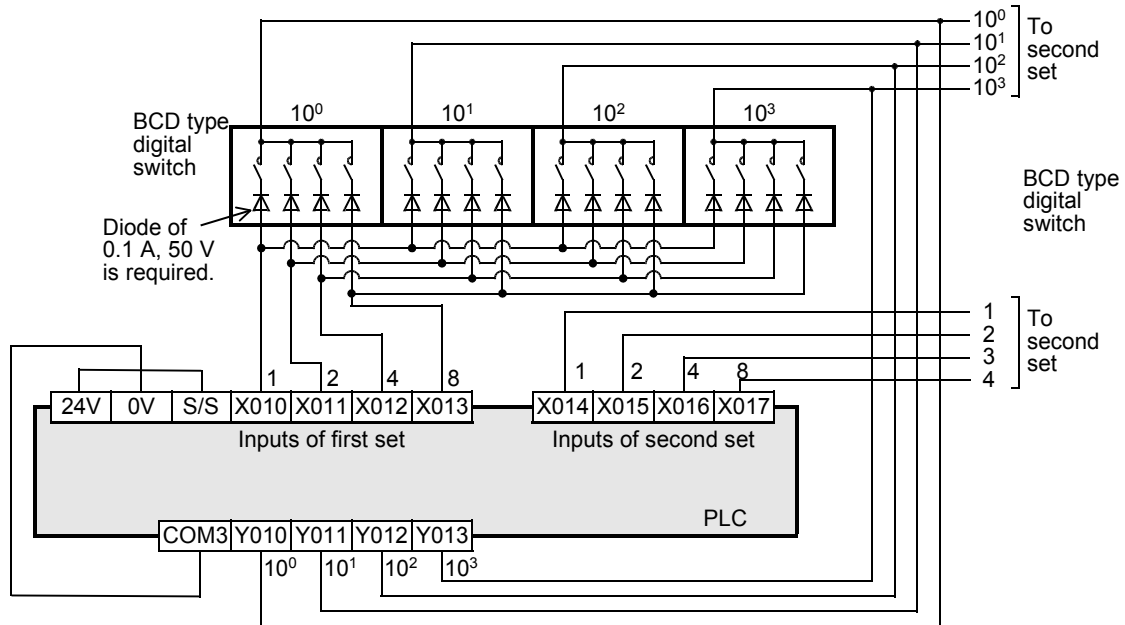 10⁰
10¹
10²
10³
To
second
set
BCD type
digital
switch
10⁰ 10¹ 10² 10³
BCD type
digital
switch
Diode of
0.1 A, 50 V
is required.
1
2
3
4
To
second
set
1 2 4 8
1 2 4 8
24V 0V S/S X010 X011 X012 X013
X014 X015 X016 X017
Inputs of first set
Inputs of second set
PLC
COM3 Y010 Y011 Y012 Y013
10⁰ 10¹ 10² 10³